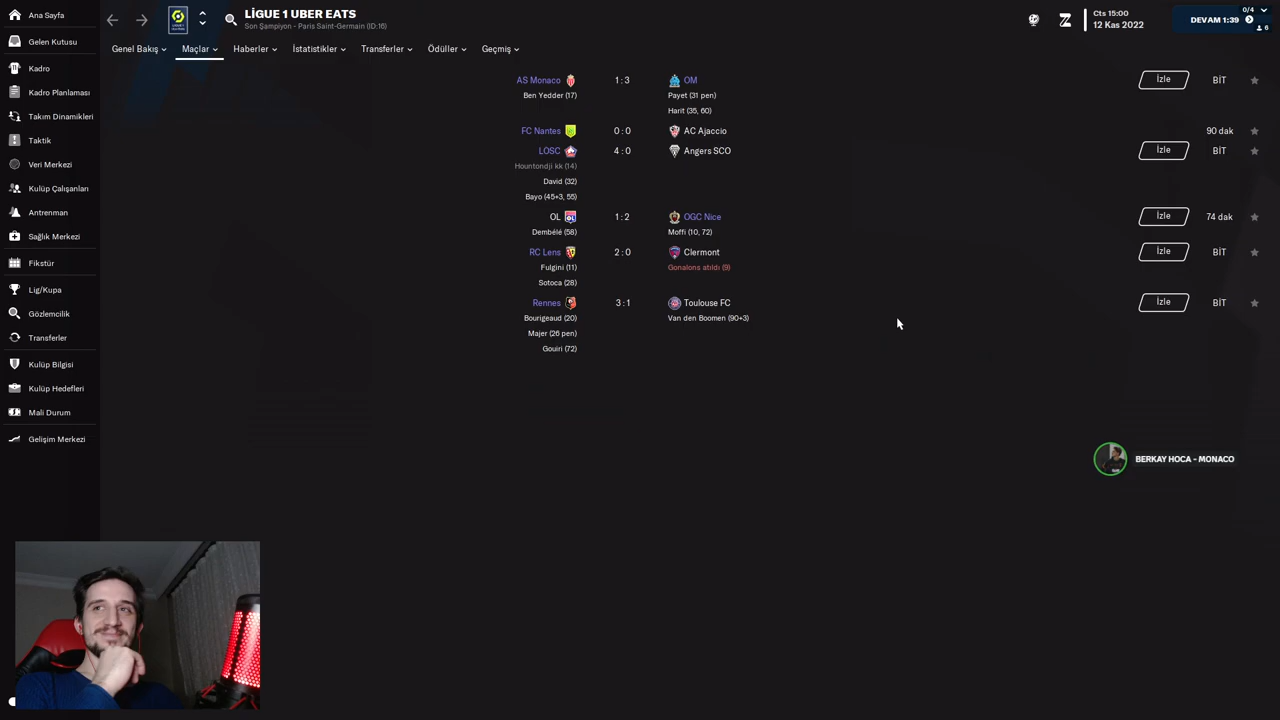 Ana Sayfa
Gelen Kutusu
Kadro
Kadro Planlaması
Takım Dinamikleri
Taktik
Veri Merkezi
Kulüp Çalışanları
Antrenman
Sağlık Merkezi
Fikstür
Lig/Kupa
Gözlemcilik
Transferler
Kulüp Bilgisi
Kulüp Hedefleri
Mali Durum
Gelişim Merkezi
LİGUE 1 UBER EATS
Son Şampiyon - Paris Saint-Germain (ID:16)
Cts 15:00
12 Kas 2022
0/4
DEVAM 1:39
6
Genel Bakış Maçlar Haberler İstatistikler Transferler Ödüller Geçmiş
AS Monaco 1 : 3 OM İzle BİT
Ben Yedder (17) Payet (31 pen)
Harit (35, 60)
FC Nantes 0 : 0 AC Ajaccio 90 dak
LOSC 4 : 0 Angers SCO İzle BİT
Hountondji kk (14)
David (32)
Bayo (45+3, 55)
OL 1 : 2 OGC Nice İzle 74 dak
Dembélé (58) Moffi (10, 72)
RC Lens 2 : 0 Clermont İzle BİT
Fulgini (11) Gonalons atıldı (9)
Sotoca (28)
Rennes 3 : 1 Toulouse FC İzle BİT
Bourigeaud (20) Van den Boomen (90+3)
Majer (26 pen)
Gouiri (72)
BERKAY HOCA - MONACO